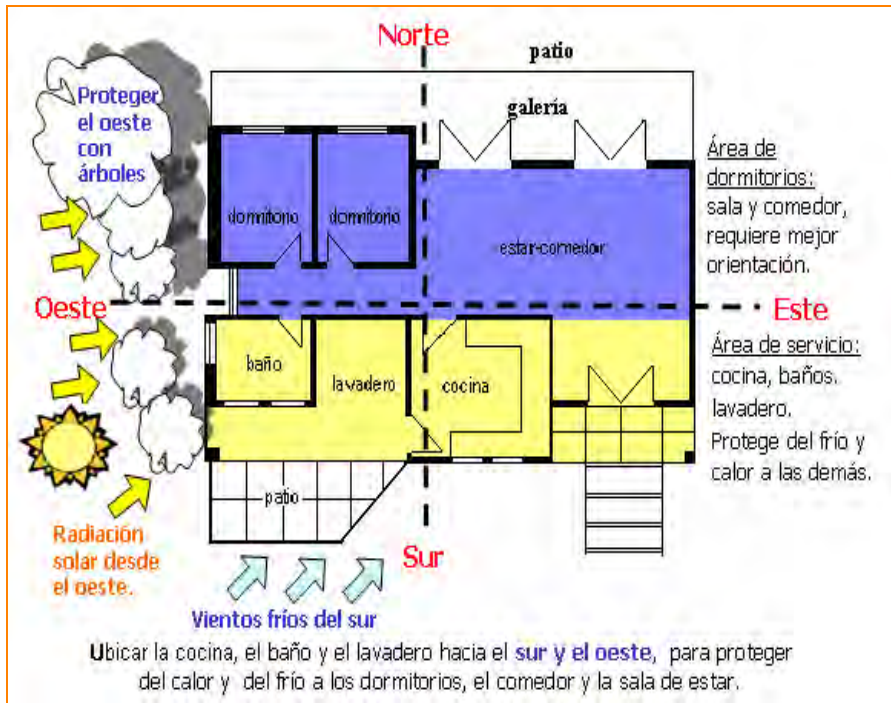 Norte
patio
Proteger
el oeste
con
árboles
galería
Área de
dormitorios:
sala y comedor,
requiere mejor
orientación.
dormitorio
dormitorio
estar-comedor
Oeste
Este
Área de servicio:
cocina, baños.
lavadero.
Protege del frío y
calor a las demás.
baño
lavadero
cocina
patio
Radiación
solar desde
el oeste.
Sur
Vientos fríos del sur
Ubicar la cocina, el baño y el lavadero hacia el sur y el oeste, para proteger
del calor y del frío a los dormitorios, el comedor y la sala de estar.